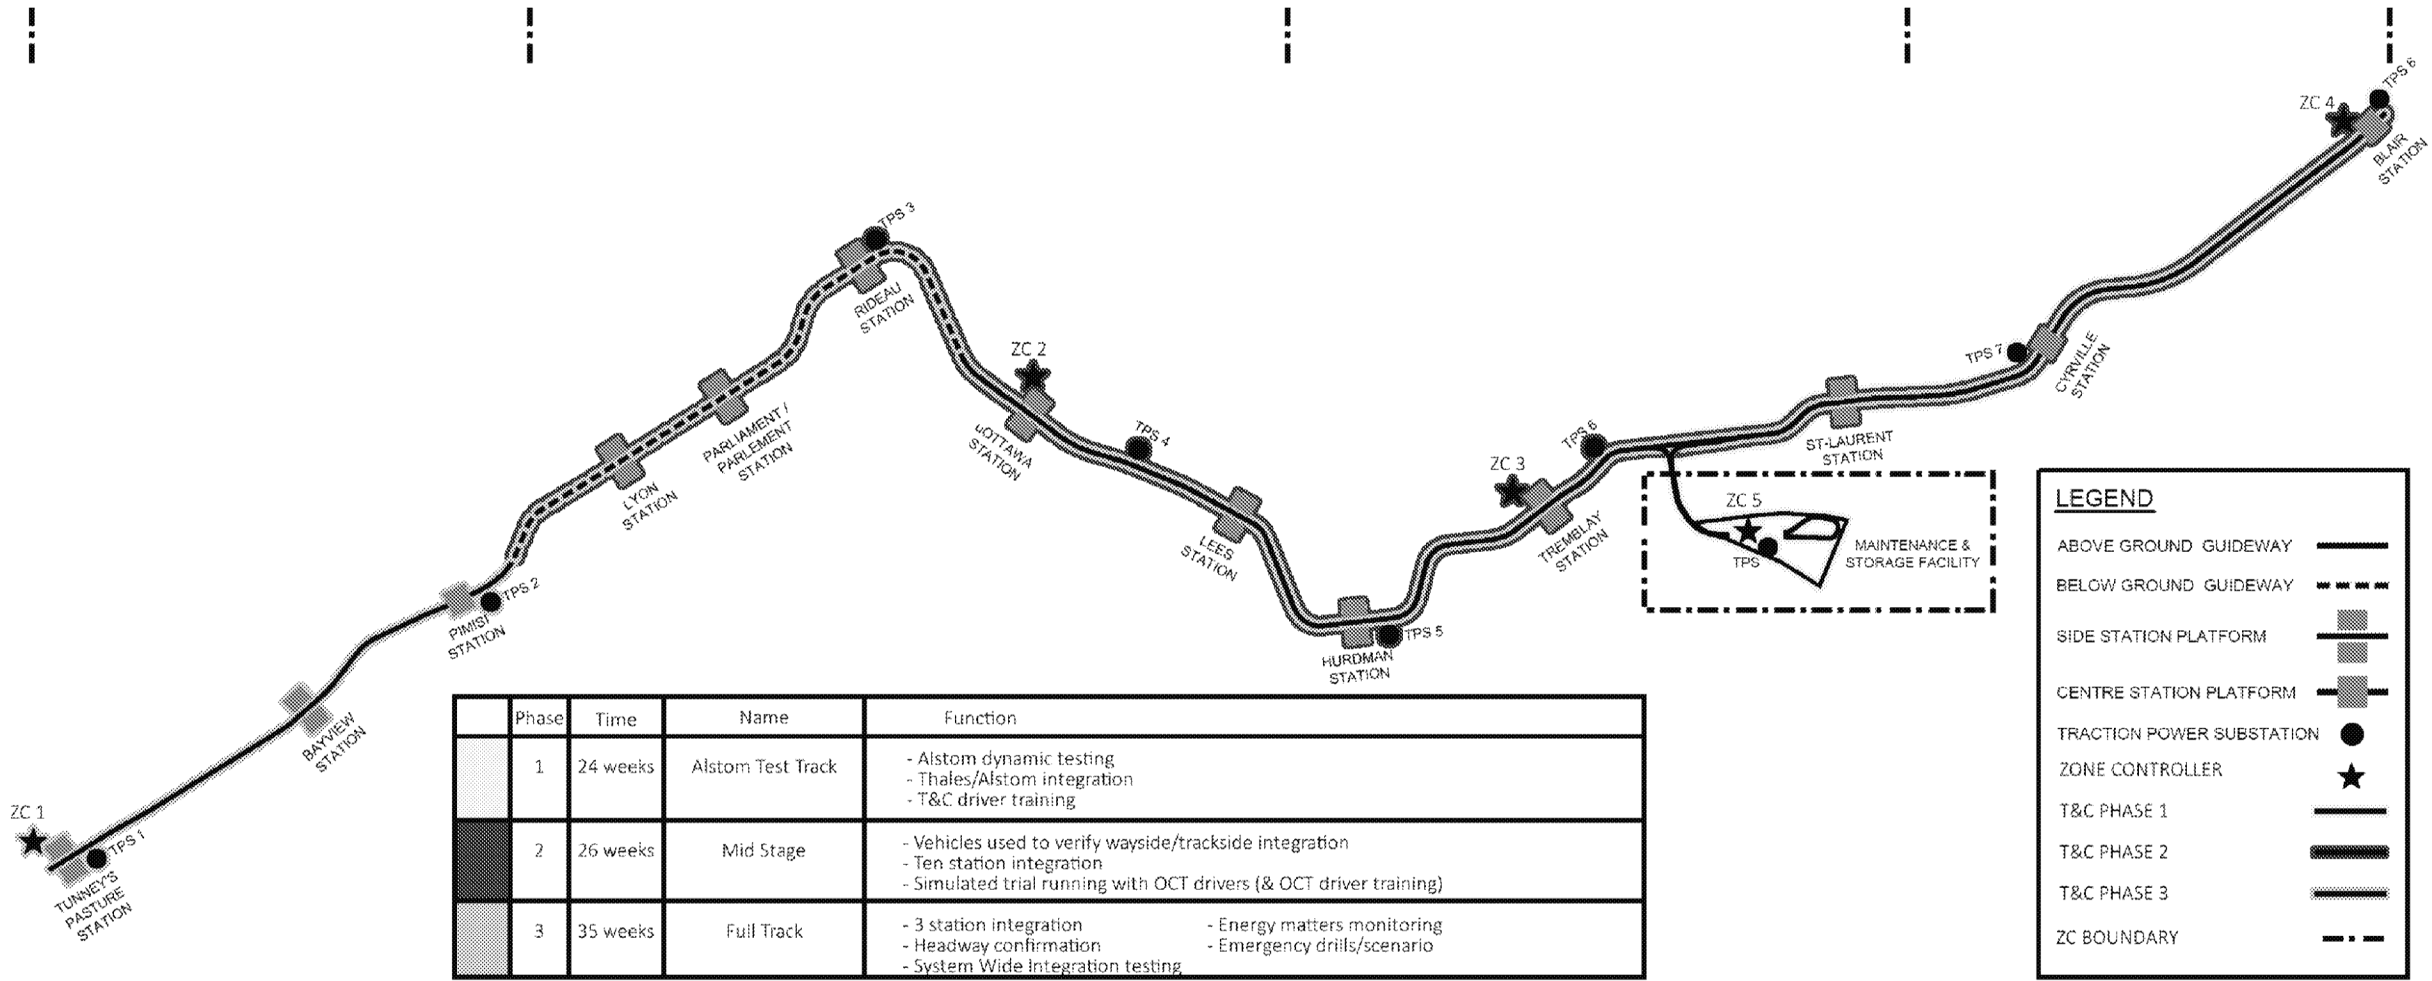 TPS 6
ZC 4
BLAIR
STATION
TPS 3
RIDEAU
STATION
ZC 2
UOTTAWA
STATION
TPS 4
PARLIAMENT /
PARLEMENT
STATION
LYON
STATION
TPS 7
CYRVILLE
STATION
ST-LAURENT
STATION
TPS 6
ZC 3
TREMBLAY
STATION
LEES
STATION
ZC 5
TPS
MAINTENANCE &
STORAGE FACILITY
TPS 2
PIMISI
STATION
TPS 5
HURDMAN
STATION
BAYVIEW
STATION
ZC 1
TPS 1
TUNNEY'S
PASTURE
STATION
Phase Time Name Function
1 24 weeks Alstom Test Track
- Alstom dynamic testing
- Thales/Alstom integration
- T&C driver training
2 26 weeks Mid Stage
- Vehicles used to verify wayside/trackside integration
- Ten station integration
- Simulated trial running with OCT drivers (& OCT driver training)
3 35 weeks Full Track
- 3 station integration
- Headway confirmation
- System Wide Integration testing
- Energy matters monitoring
- Emergency drills/scenario
LEGEND
ABOVE GROUND GUIDEWAY
BELOW GROUND GUIDEWAY
SIDE STATION PLATFORM
CENTRE STATION PLATFORM
TRACTION POWER SUBSTATION
ZONE CONTROLLER
T&C PHASE 1
T&C PHASE 2
T&C PHASE 3
ZC BOUNDARY